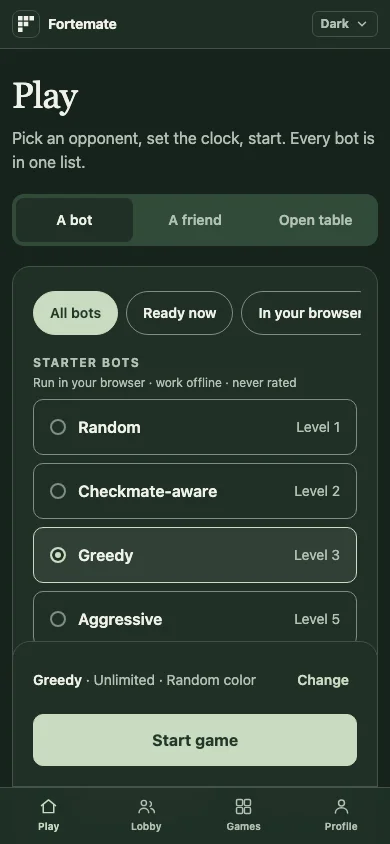 Fortemate
Dark
Play
Pick an opponent, set the clock, start. Every bot is
in one list.
A bot
A friend
Open table
All bots
Ready now
In your browser
STARTER BOTS
Run in your browser · work offline · never rated
Random
Level 1
Checkmate-aware
Level 2
Greedy
Level 3
Aggressive
Level 5
Greedy · Unlimited · Random color
Change
Start game
Play
Lobby
Games
Profile